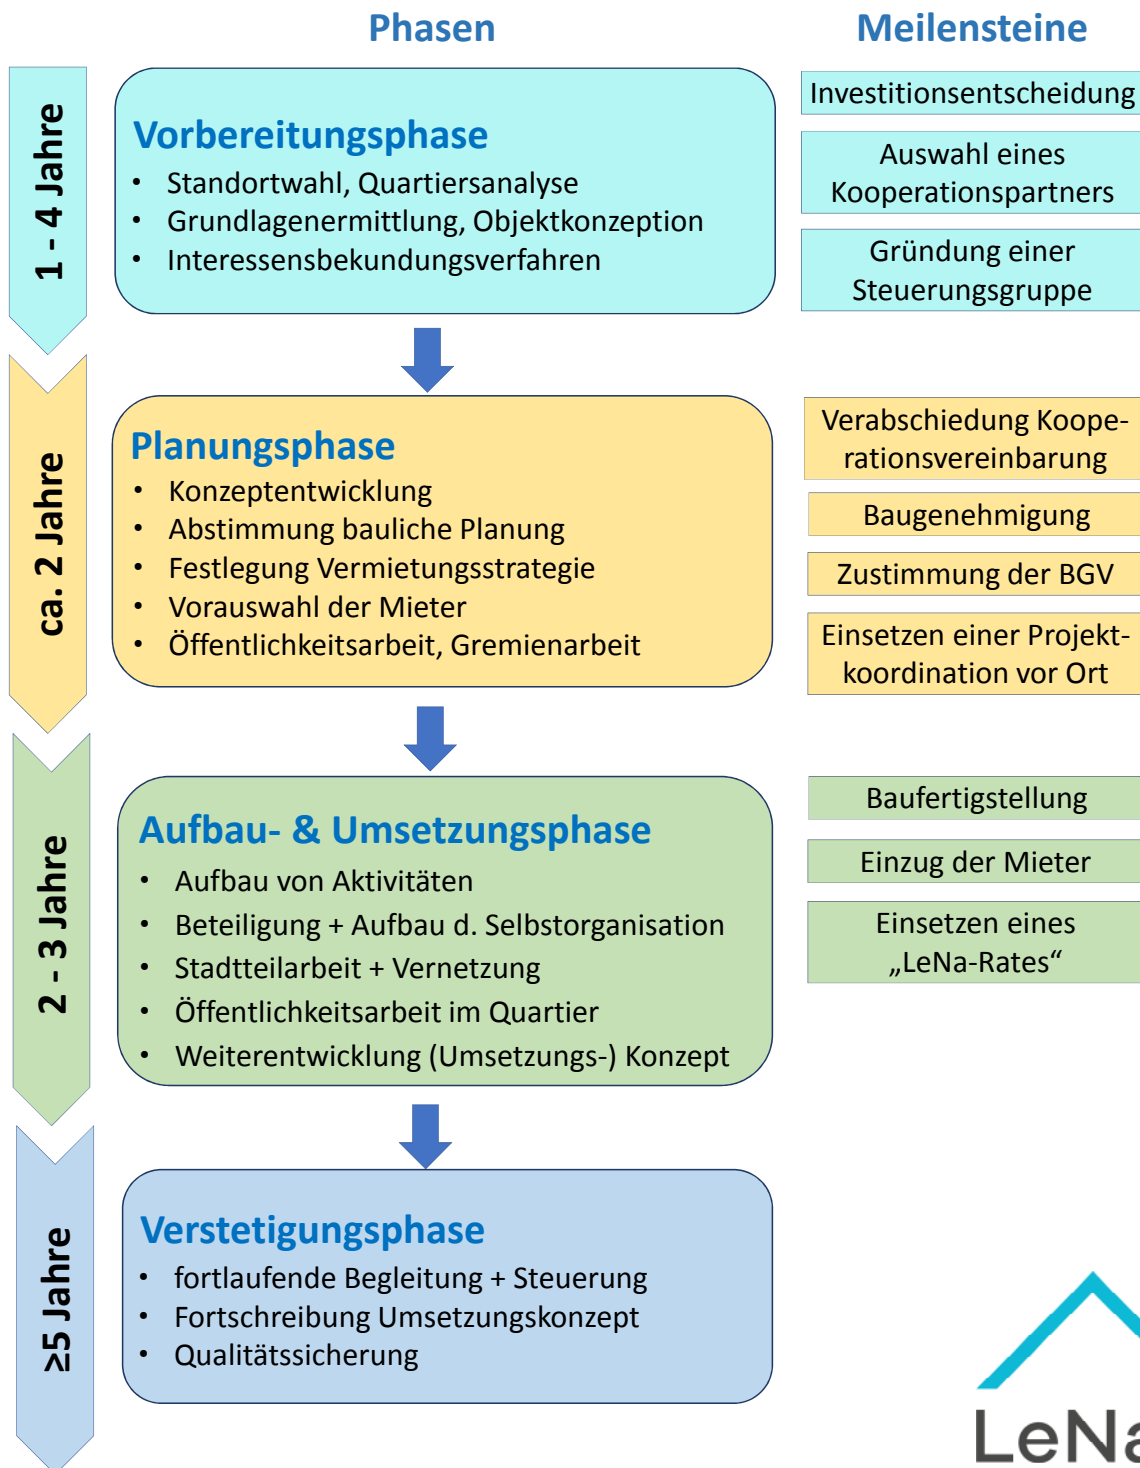 Phasen
Meilensteine
1 - 4 Jahre
Vorbereitungsphase
• Standortwahl, Quartiersanalyse
• Grundlagenermittlung, Objektkonzeption
• Interessensbekundungsverfahren
Investitionsentscheidung
Auswahl eines
Kooperationspartners
Gründung einer
Steuerungsgruppe
ca. 2 Jahre
Planungsphase
• Konzeptentwicklung
• Abstimmung bauliche Planung
• Festlegung Vermietungsstrategie
• Vorauswahl der Mieter
• Öffentlichkeitsarbeit, Gremienarbeit
Verabschiedung Koope-
rationsvereinbarung
Baugenehmigung
Zustimmung der BGV
Einsetzen einer Projekt-
koordination vor Ort
2 - 3 Jahre
Aufbau- & Umsetzungsphase
• Aufbau von Aktivitäten
• Beteiligung + Aufbau d. Selbstorganisation
• Stadtteilarbeit + Vernetzung
• Öffentlichkeitsarbeit im Quartier
• Weiterentwicklung (Umsetzungs-) Konzept
Baufertigstellung
Einzug der Mieter
Einsetzen eines
„LeNa-Rates“
≥5 Jahre
Verstetigungsphase
• fortlaufende Begleitung + Steuerung
• Fortschreibung Umsetzungskonzept
• Qualitätssicherung
LeNa